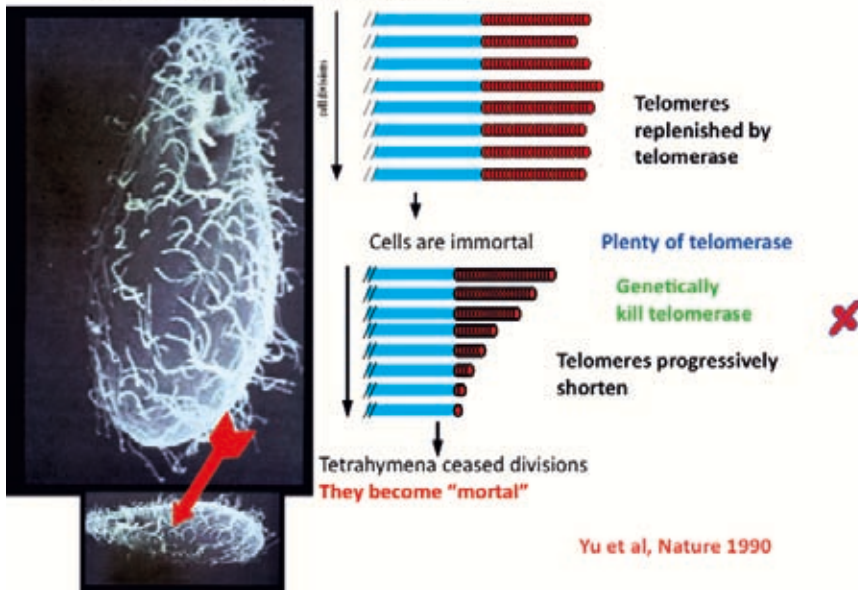 cell divisions
Telomeres
replenished by
telomerase
Cells are immortal
Plenty of telomerase
Genetically
kill telomerase
Telomeres progressively
shorten
Tetrahymena ceased divisions
They become “mortal”
Yu et al, Nature 1990